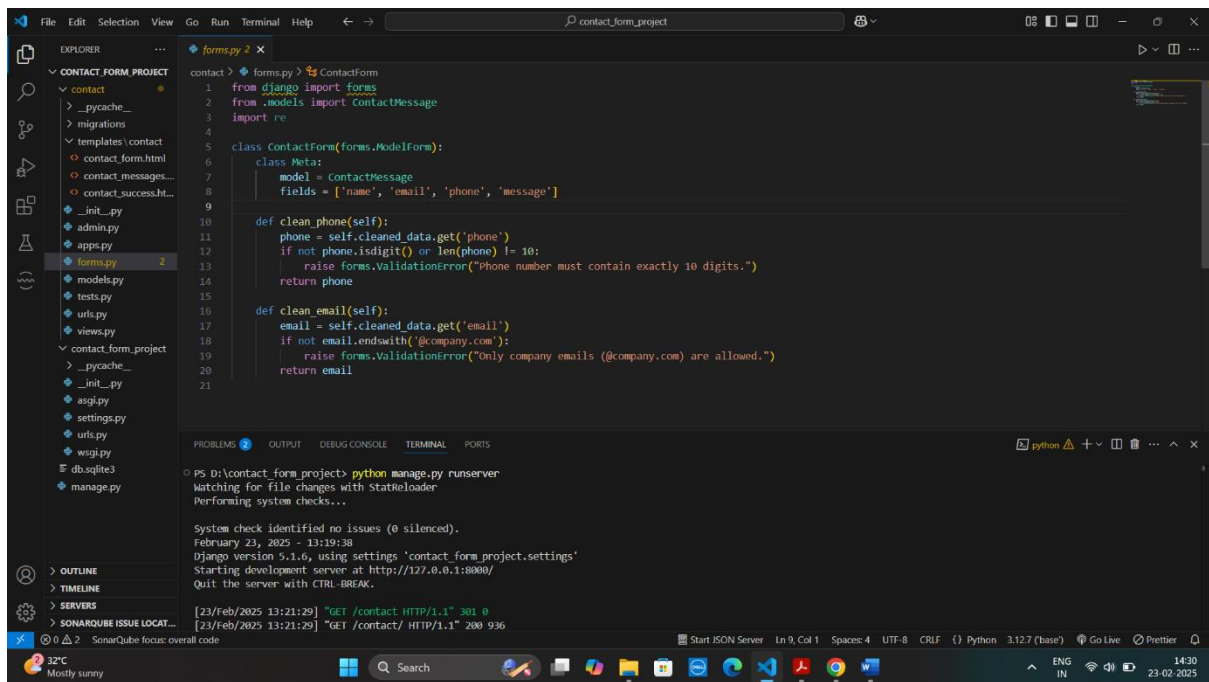 File Edit Selection View Go Run Terminal Help
contact_form_project
EXPLORER
CONTACT_FORM_PROJECT
contact
__pycache__
migrations
templates \ contact
contact_form.html
contact_messages....
contact_success.ht...
__init__.py
admin.py
apps.py
forms.py 2
models.py
tests.py
urls.py
views.py
contact_form_project
__pycache__
__init__.py
asgi.py
settings.py
urls.py
wsgi.py
db.sqlite3
manage.py
OUTLINE
TIMELINE
SERVERS
SONARQUBE ISSUE LOCAT...
forms.py 2
contact > forms.py > ContactForm
1 from django import forms
2 from .models import ContactMessage
3 import re
4
5 class ContactForm(forms.ModelForm):
6 class Meta:
7 model = ContactMessage
8 fields = ['name', 'email', 'phone', 'message']
9
10 def clean_phone(self):
11 phone = self.cleaned_data.get('phone')
12 if not phone.isdigit() or len(phone) != 10:
13 raise forms.ValidationError("Phone number must contain exactly 10 digits.")
14 return phone
15
16 def clean_email(self):
17 email = self.cleaned_data.get('email')
18 if not email.endswith('@company.com'):
19 raise forms.ValidationError("Only company emails (@company.com) are allowed.")
20 return email
21
PROBLEMS 2 OUTPUT DEBUG CONSOLE TERMINAL PORTS
python
PS D:\contact_form_project> python manage.py runserver
Watching for file changes with StatReloader
Performing system checks...
System check identified no issues (0 silenced).
February 23, 2025 - 13:19:38
Django version 5.1.6, using settings 'contact_form_project.settings'
Starting development server at http://127.0.0.1:8000/
Quit the server with CTRL-BREAK.
[23/Feb/2025 13:21:29] "GET /contact HTTP/1.1" 301 0
[23/Feb/2025 13:21:29] "GET /contact/ HTTP/1.1" 200 936
0 2 SonarQube focus: overall code
Start JSON Server Ln 9, Col 1 Spaces: 4 UTF-8 CRLF {} Python 3.12.7 ('base') Go Live Prettier
2
32°C
Mostly sunny
Search
ENG
IN
14:30
23-02-2025